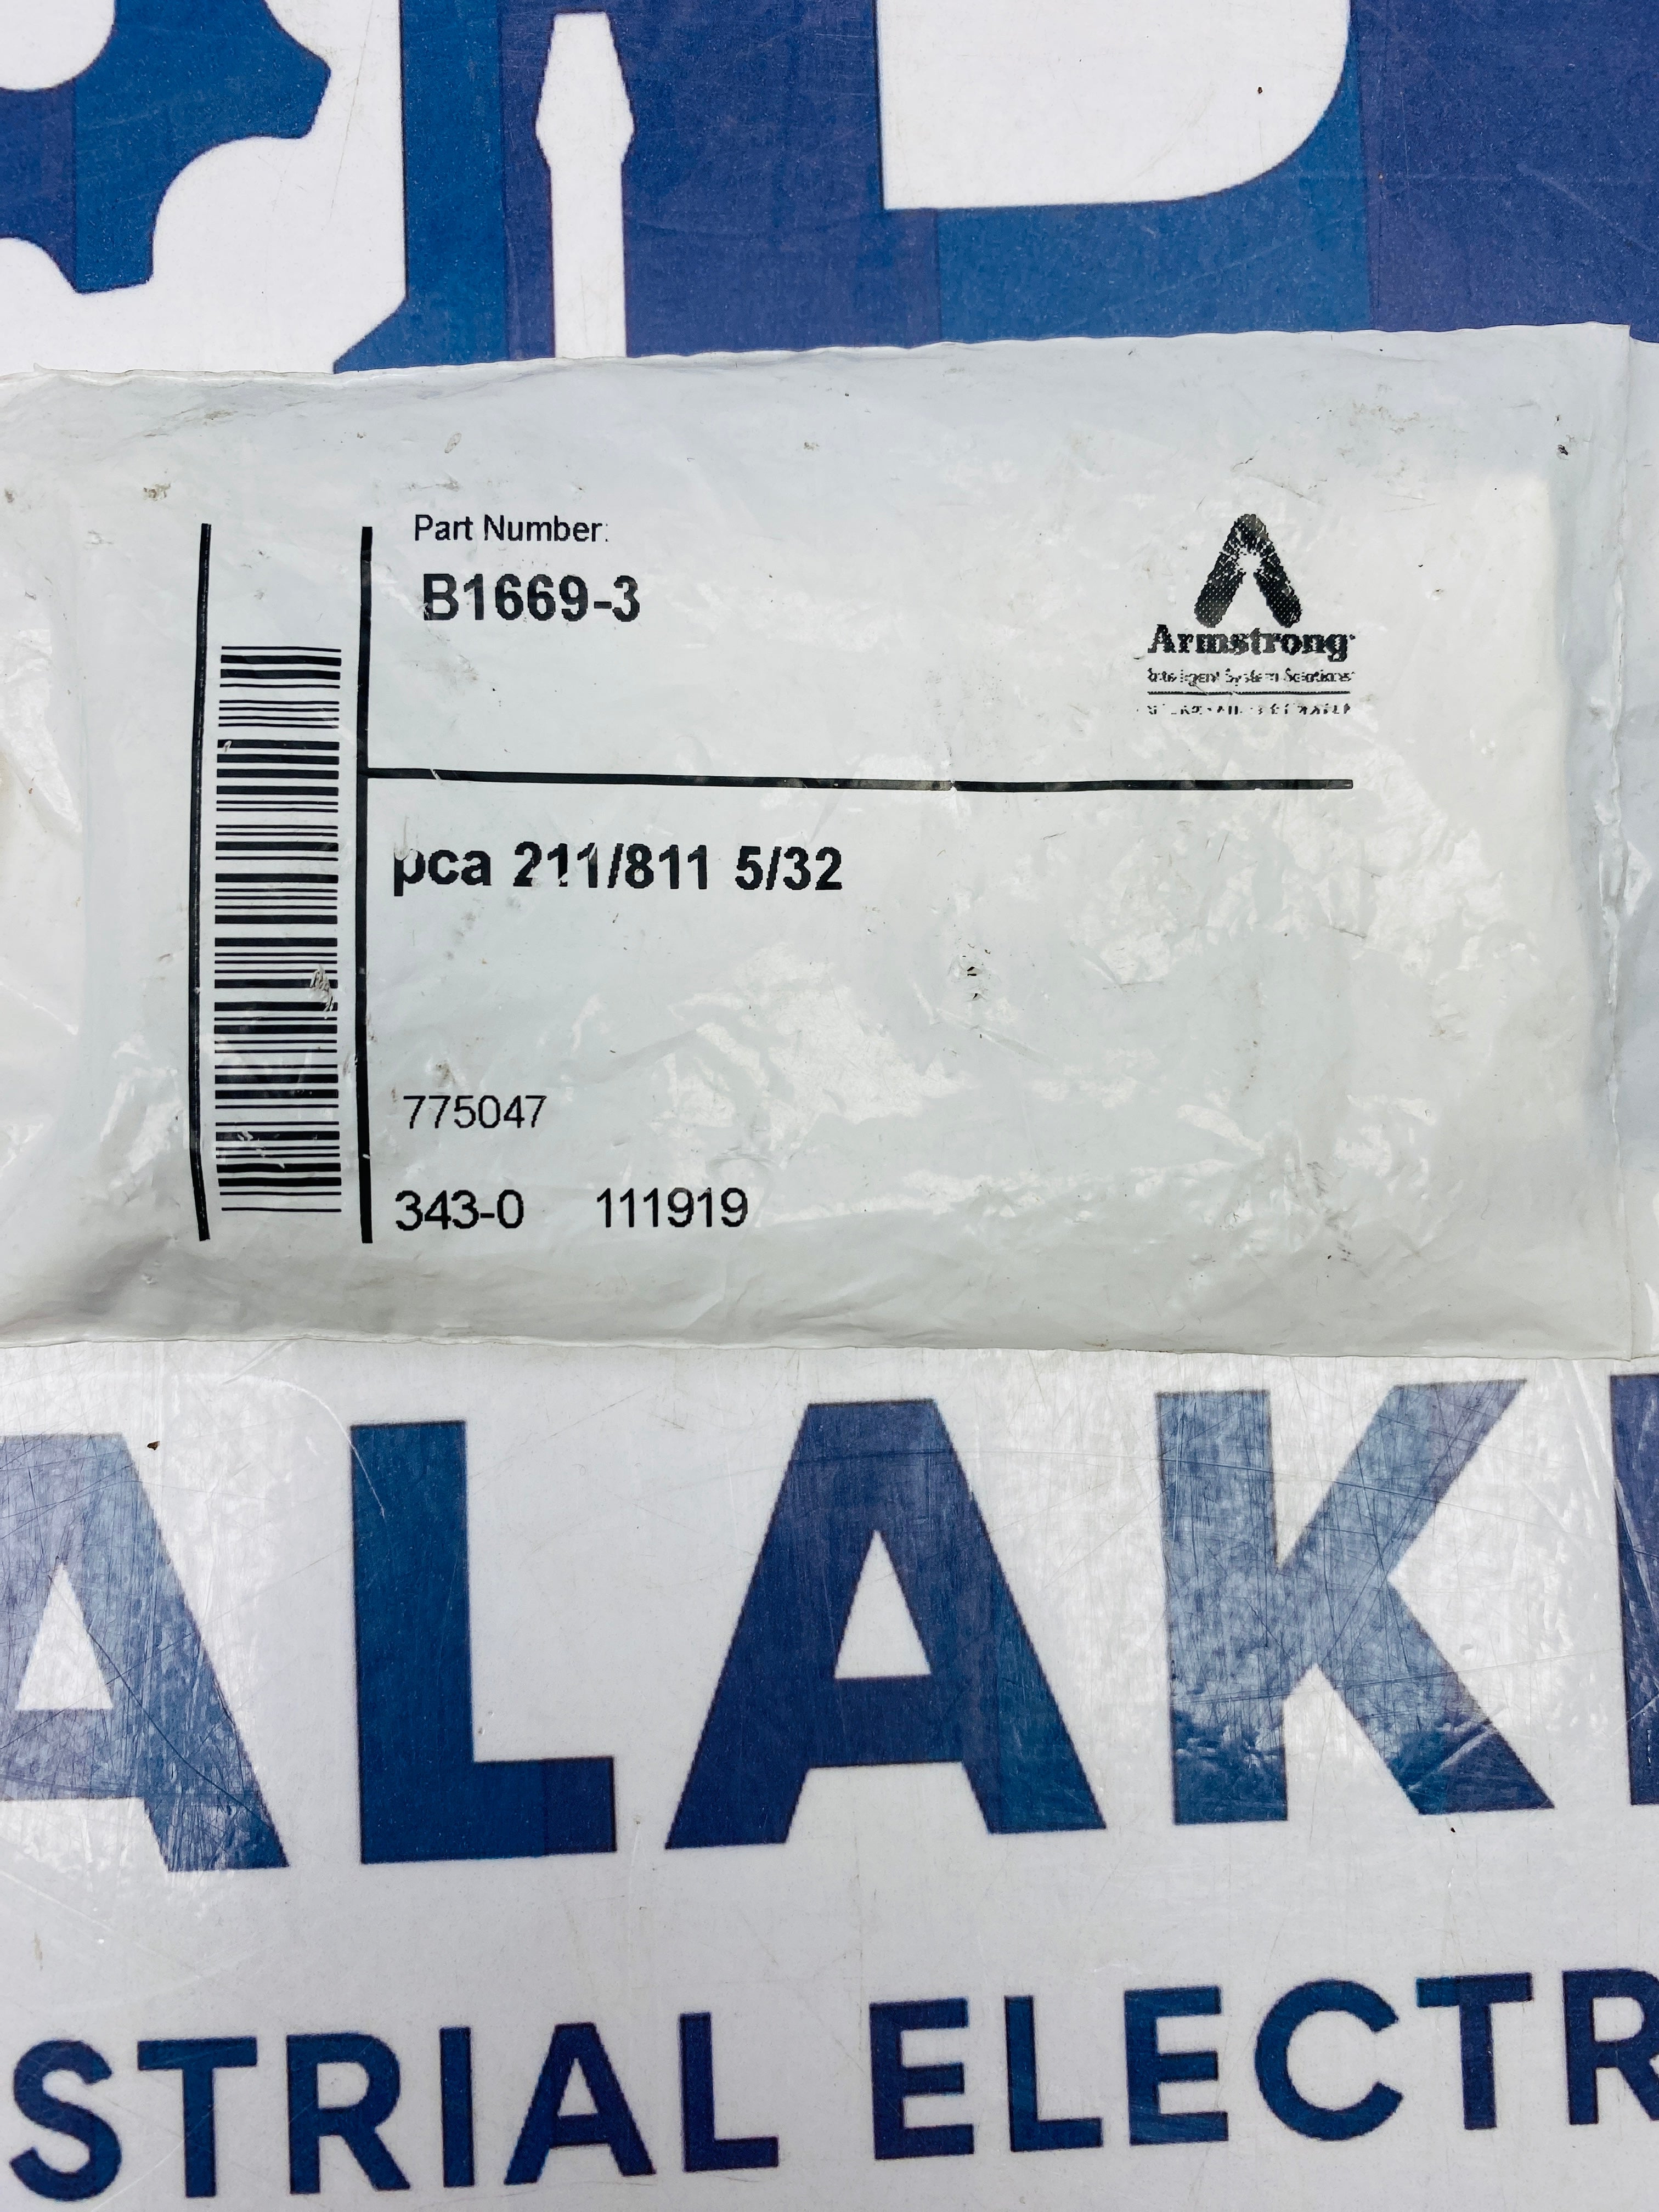 Part Number:
B1669-3
Armstrong
Intelligent System Solutions
pca 211/811 5/32
775047
343-0 111919
ALAK
STRIAL ELECTR